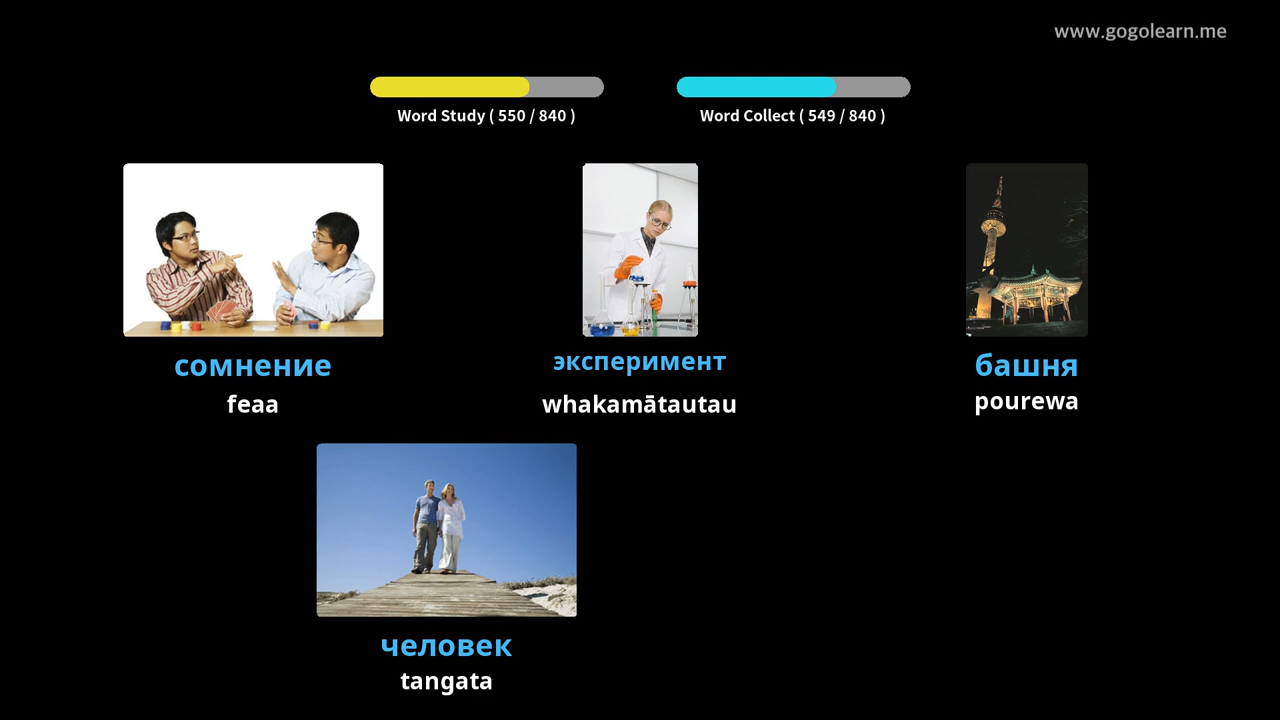 www.gogolearn.me
Word Study ( 550 / 840 )
Word Collect ( 549 / 840 )
сомнение
feaa
эксперимент
whakamātautau
башня
pourewa
человек
tangata